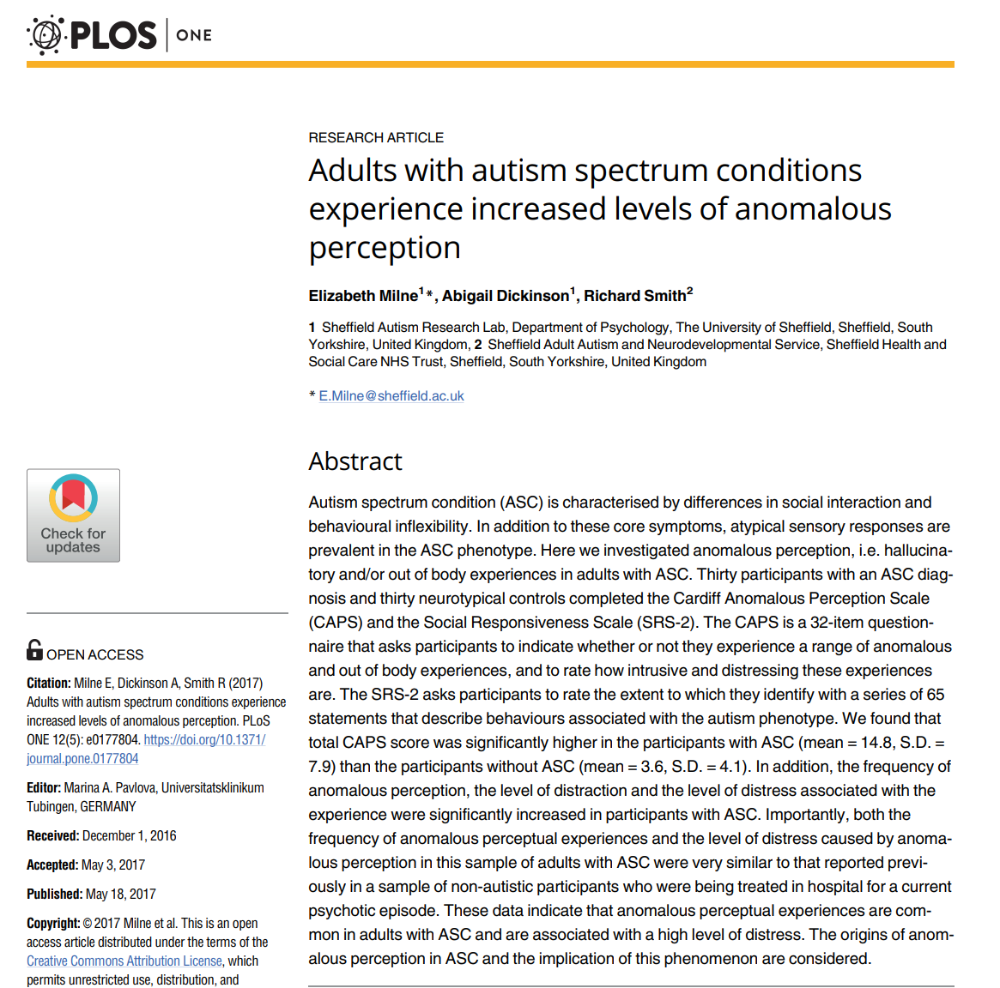 PLOS ONE
RESEARCH ARTICLE
Adults with autism spectrum conditions
experience increased levels of anomalous
perception
Elizabeth Milne1*, Abigail Dickinson1, Richard Smith2
1 Sheffield Autism Research Lab, Department of Psychology, The University of Sheffield, Sheffield, South
Yorkshire, United Kingdom, 2 Sheffield Adult Autism and Neurodevelopmental Service, Sheffield Health and
Social Care NHS Trust, Sheffield, South Yorkshire, United Kingdom
* E.Milne@sheffield.ac.uk
Abstract
Autism spectrum condition (ASC) is characterised by differences in social interaction and
behavioural inflexibility. In addition to these core symptoms, atypical sensory responses are
prevalent in the ASC phenotype. Here we investigated anomalous perception, i.e. hallucina-
tory and/or out of body experiences in adults with ASC. Thirty participants with an ASC diag-
nosis and thirty neurotypical controls completed the Cardiff Anomalous Perception Scale
(CAPS) and the Social Responsiveness Scale (SRS-2). The CAPS is a 32-item question-
naire that asks participants to indicate whether or not they experience a range of anomalous
and out of body experiences, and to rate how intrusive and distressing these experiences
are. The SRS-2 asks participants to rate the extent to which they identify with a series of 65
statements that describe behaviours associated with the autism phenotype. We found that
total CAPS score was significantly higher in the participants with ASC (mean = 14.8, S.D. =
7.9) than the participants without ASC (mean = 3.6, S.D. = 4.1). In addition, the frequency of
anomalous perception, the level of distraction and the level of distress associated with the
experience were significantly increased in participants with ASC. Importantly, both the
frequency of anomalous perceptual experiences and the level of distress caused by anoma-
lous perception in this sample of adults with ASC were very similar to that reported previ-
ously in a sample of non-autistic participants who were being treated in hospital for a current
psychotic episode. These data indicate that anomalous perceptual experiences are com-
mon in adults with ASC and are associated with a high level of distress. The origins of anom-
alous perception in ASC and the implication of this phenomenon are considered.
Check for
updates
OPEN ACCESS
Citation: Milne E, Dickinson A, Smith R (2017)
Adults with autism spectrum conditions experience
increased levels of anomalous perception. PLoS
ONE 12(5): e0177804. https://doi.org/10.1371/
journal.pone.0177804
Editor: Marina A. Pavlova, Universitatsklinikum
Tubingen, GERMANY
Received: December 1, 2016
Accepted: May 3, 2017
Published: May 18, 2017
Copyright: © 2017 Milne et al. This is an open
access article distributed under the terms of the
Creative Commons Attribution License, which
permits unrestricted use, distribution, and